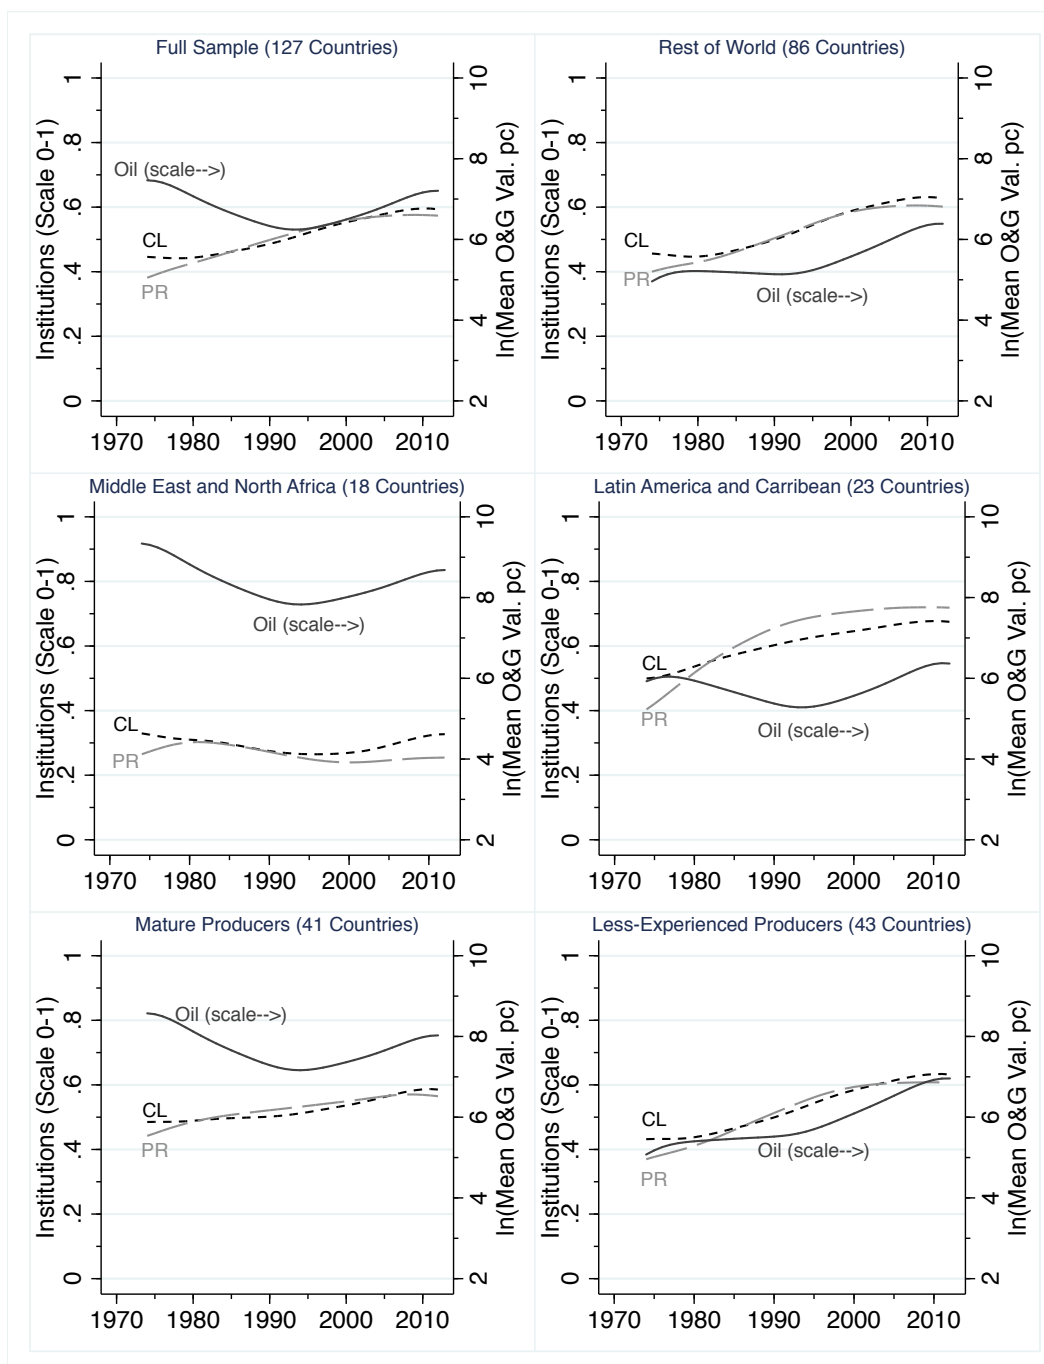 Full Sample (127 Countries)
Institutions (Scale 0-1)
0 .2 .4 .6 .8 1
ln(Mean O&G Val. pc)
2 4 6 8 10
Oil (scale-->)
CL
PR
1970 1980 1990 2000 2010
Rest of World (86 Countries)
Institutions (Scale 0-1)
0 .2 .4 .6 .8 1
ln(Mean O&G Val. pc)
2 4 6 8 10
CL
PR
Oil (scale-->)
1970 1980 1990 2000 2010
Middle East and North Africa (18 Countries)
Institutions (Scale 0-1)
0 .2 .4 .6 .8 1
ln(Mean O&G Val. pc)
2 4 6 8 10
Oil (scale-->)
CL
PR
1970 1980 1990 2000 2010
Latin America and Carribean (23 Countries)
Institutions (Scale 0-1)
0 .2 .4 .6 .8 1
ln(Mean O&G Val. pc)
2 4 6 8 10
CL
PR
Oil (scale-->)
1970 1980 1990 2000 2010
Mature Producers (41 Countries)
Institutions (Scale 0-1)
0 .2 .4 .6 .8 1
ln(Mean O&G Val. pc)
2 4 6 8 10
Oil (scale-->)
CL
PR
1970 1980 1990 2000 2010
Less-Experienced Producers (43 Countries)
Institutions (Scale 0-1)
0 .2 .4 .6 .8 1
ln(Mean O&G Val. pc)
2 4 6 8 10
CL
Oil (scale-->)
PR
1970 1980 1990 2000 2010